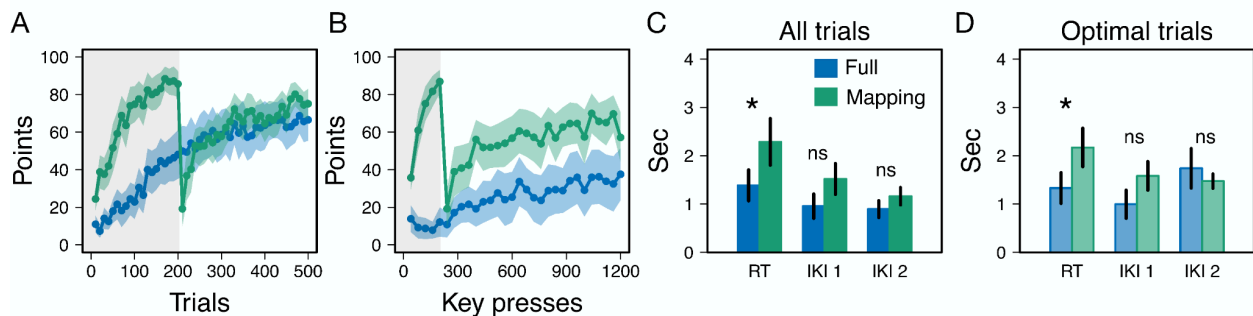 A
Points
100
80
60
40
20
0
0
100
200
300
400
500
Trials
B
Points
100
80
60
40
20
0
0
300
600
900
1200
Key presses
C
All trials
Sec
4
3
2
1
0
Full
Mapping
*
ns
ns
RT
IKI 1
IKI 2
D
Optimal trials
Sec
4
3
2
1
0
*
ns
ns
RT
IKI 1
IKI 2